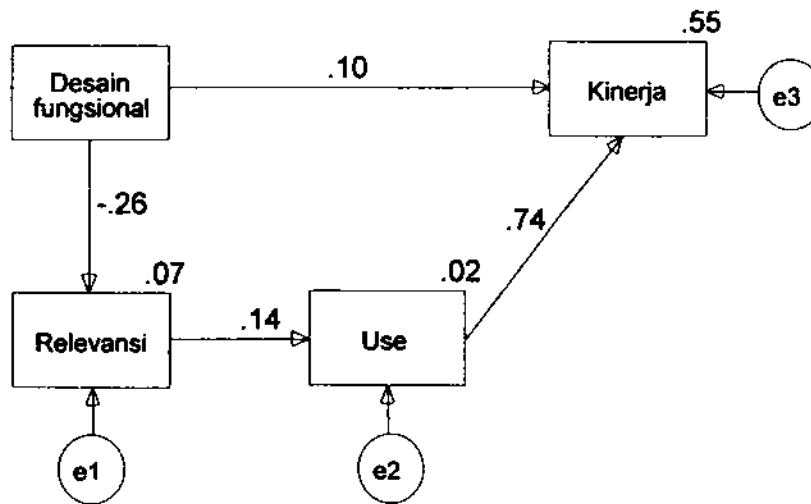 .55
Desain
fungsional
.10
Kinerja
e3
-.26
.74
.07
.02
Relevansi
.14
Use
e1
e2